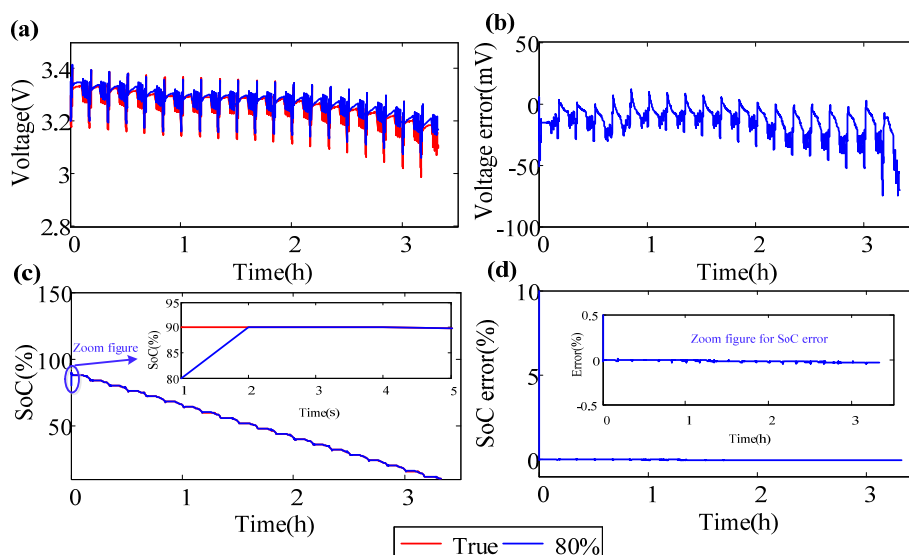 (a)
Voltage(V)
3.4
3.2
3
2.8
0 1 2 3
Time(h)
(b)
Voltage error(mV)
50
0
-50
-100
0 1 2 3
Time(h)
(c)
SoC(%)
150
100
50
0 1 2 3
Time(h)
Zoom figure
SoC(%)
95
90
85
80
1 2 3 4 5
Time(s)
(d)
SoC error(%)
10
5
0
0 1 2 3
Time(h)
Zoom figure for SoC error
Error(%)
0.5
0
-0.5
0 1 2 3
Time(h)
True 80%